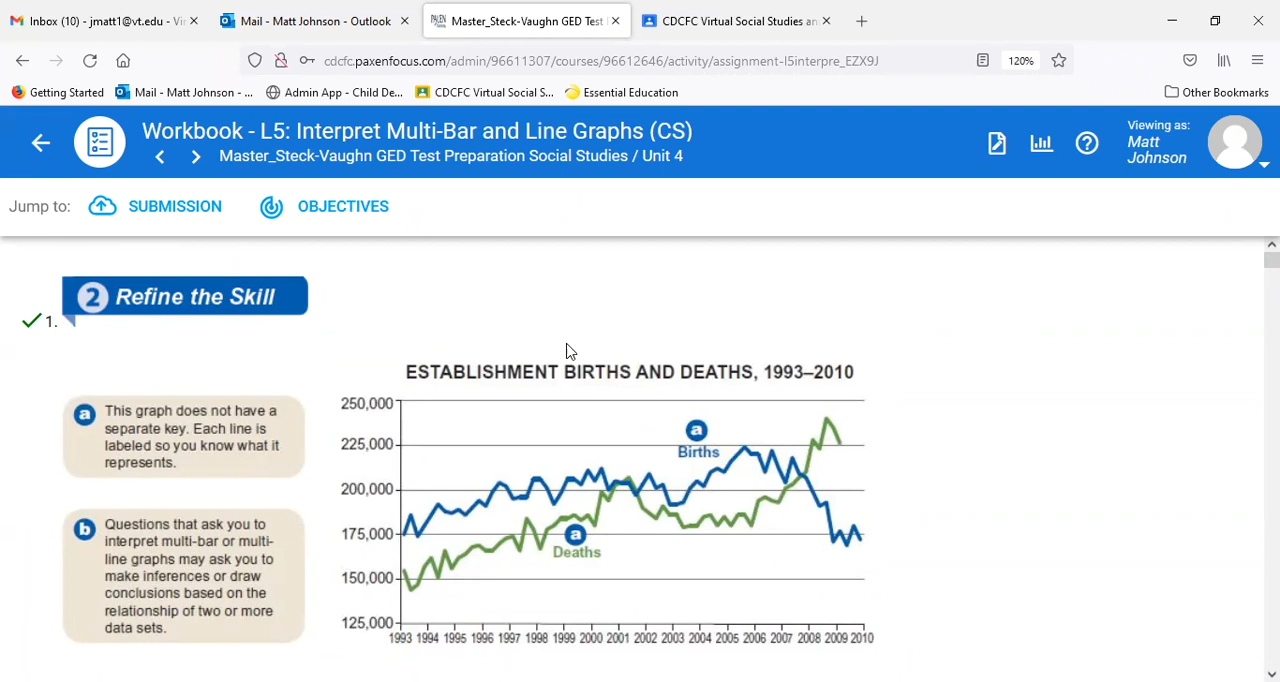 Inbox (10) - jmatt1@vt.edu - Vi
Mail - Matt Johnson - Outlook
Master_Steck-Vaughn GED Test
CDCFC Virtual Social Studies an
cdcfc.paxenfocus.com/admin/96611307/courses/96612646/activity/assignment-l5interpre_EZX9J
120%
Getting Started
Mail - Matt Johnson - ...
Admin App - Child De...
CDCFC Virtual Social S...
Essential Education
Other Bookmarks
Workbook - L5: Interpret Multi-Bar and Line Graphs (CS)
Master_Steck-Vaughn GED Test Preparation Social Studies / Unit 4
Viewing as:
Matt
Johnson
Jump to:
SUBMISSION
OBJECTIVES
2 Refine the Skill
1.
a This graph does not have a
separate key. Each line is
labeled so you know what it
represents.
b Questions that ask you to
interpret multi-bar or multi-
line graphs may ask you to
make inferences or draw
conclusions based on the
relationship of two or more
data sets.
ESTABLISHMENT BIRTHS AND DEATHS, 1993–2010
250,000
225,000
200,000
175,000
150,000
125,000
a
Births
a
Deaths
1993 1994 1995 1996 1997 1998 1999 2000 2001 2002 2003 2004 2005 2006 2007 2008 2009 2010